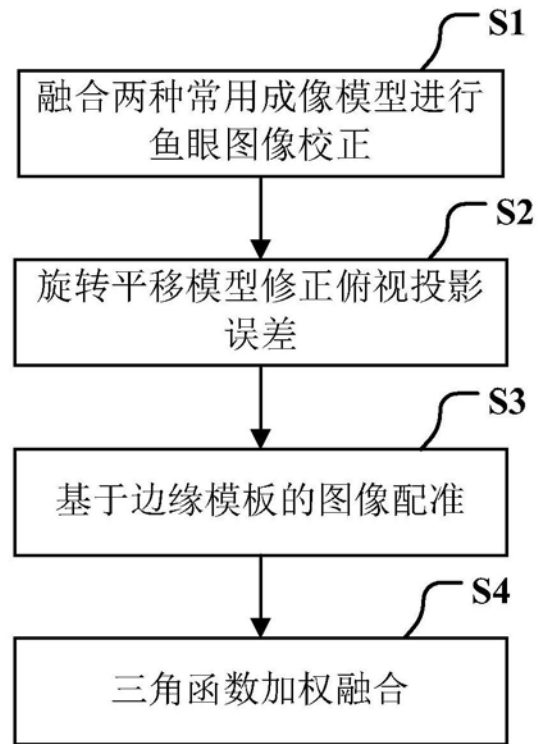 S1
融合两种常用成像模型进行
鱼眼图像校正
S2
旋转平移模型修正俯视投影
误差
S3
基于边缘模板的图像配准
S4
三角函数加权融合